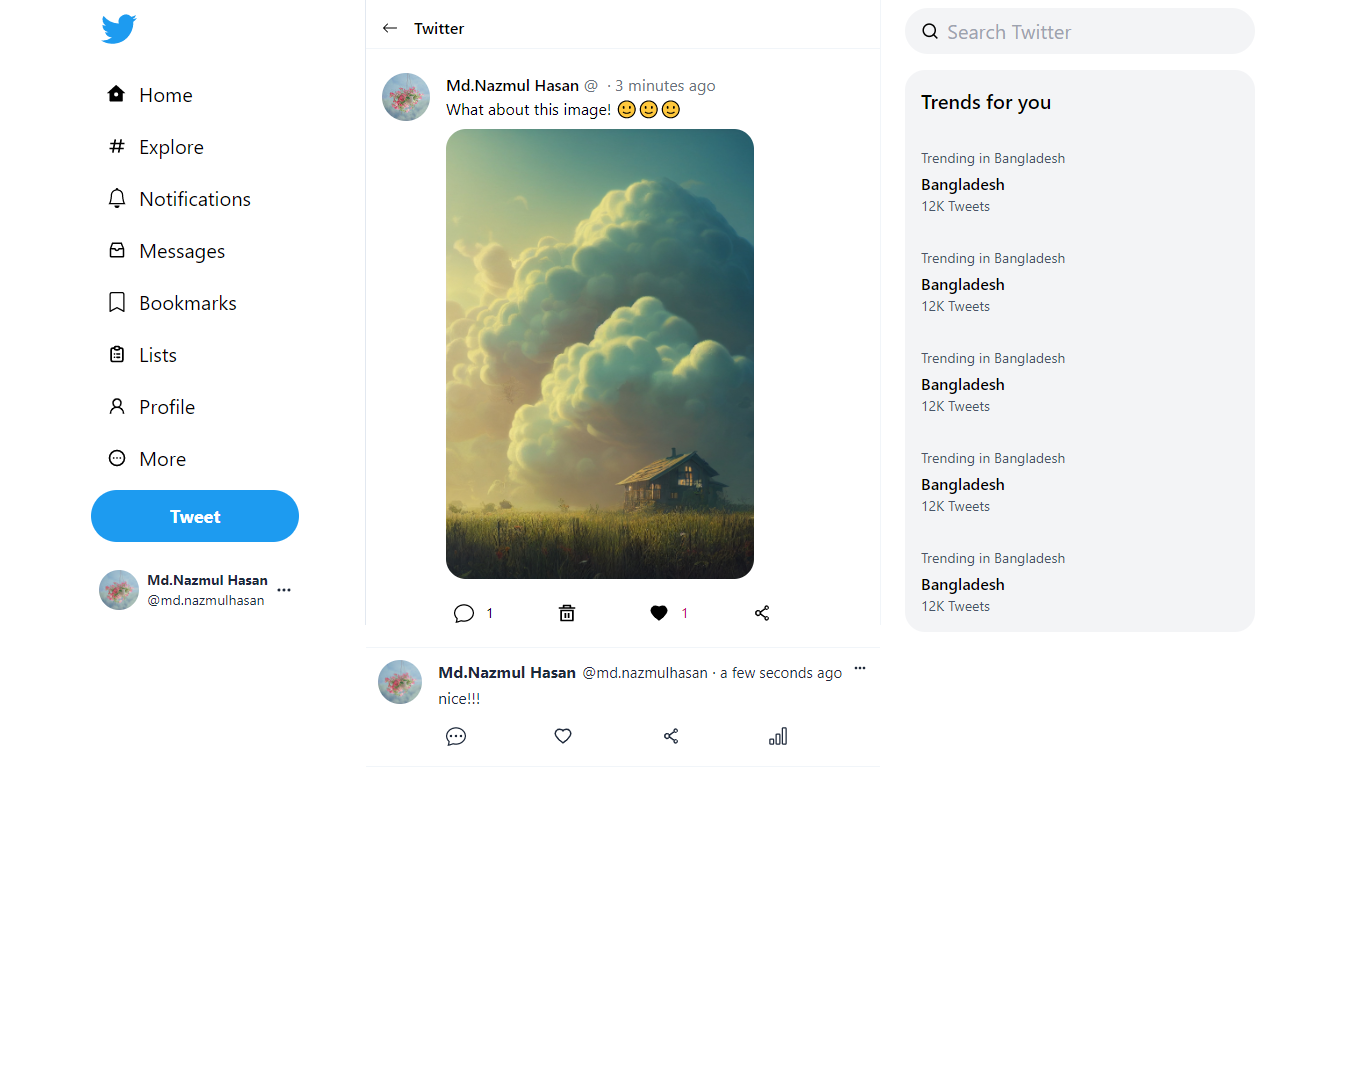 Home
Explore
Notifications
Messages
Bookmarks
Lists
Profile
More
Tweet
Md.Nazmul Hasan
@md.nazmulhasan
Twitter
Md.Nazmul Hasan @ · 3 minutes ago
What about this image! 🙂🙂🙂
1 1
Md.Nazmul Hasan @md.nazmulhasan · a few seconds ago
nice!!!
Search Twitter
Trends for you
Trending in Bangladesh
Bangladesh
12K Tweets
Trending in Bangladesh
Bangladesh
12K Tweets
Trending in Bangladesh
Bangladesh
12K Tweets
Trending in Bangladesh
Bangladesh
12K Tweets
Trending in Bangladesh
Bangladesh
12K Tweets